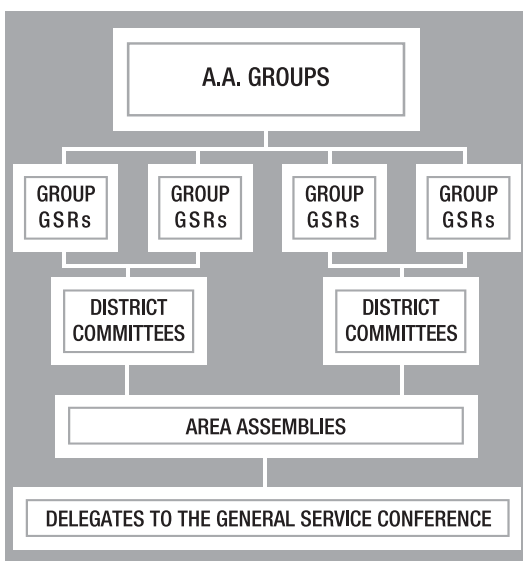 A.A. GROUPS
GROUP
GSRs
GROUP
GSRs
GROUP
GSRs
GROUP
GSRs
DISTRICT
COMMITTEES
DISTRICT
COMMITTEES
AREA ASSEMBLIES
DELEGATES TO THE GENERAL SERVICE CONFERENCE